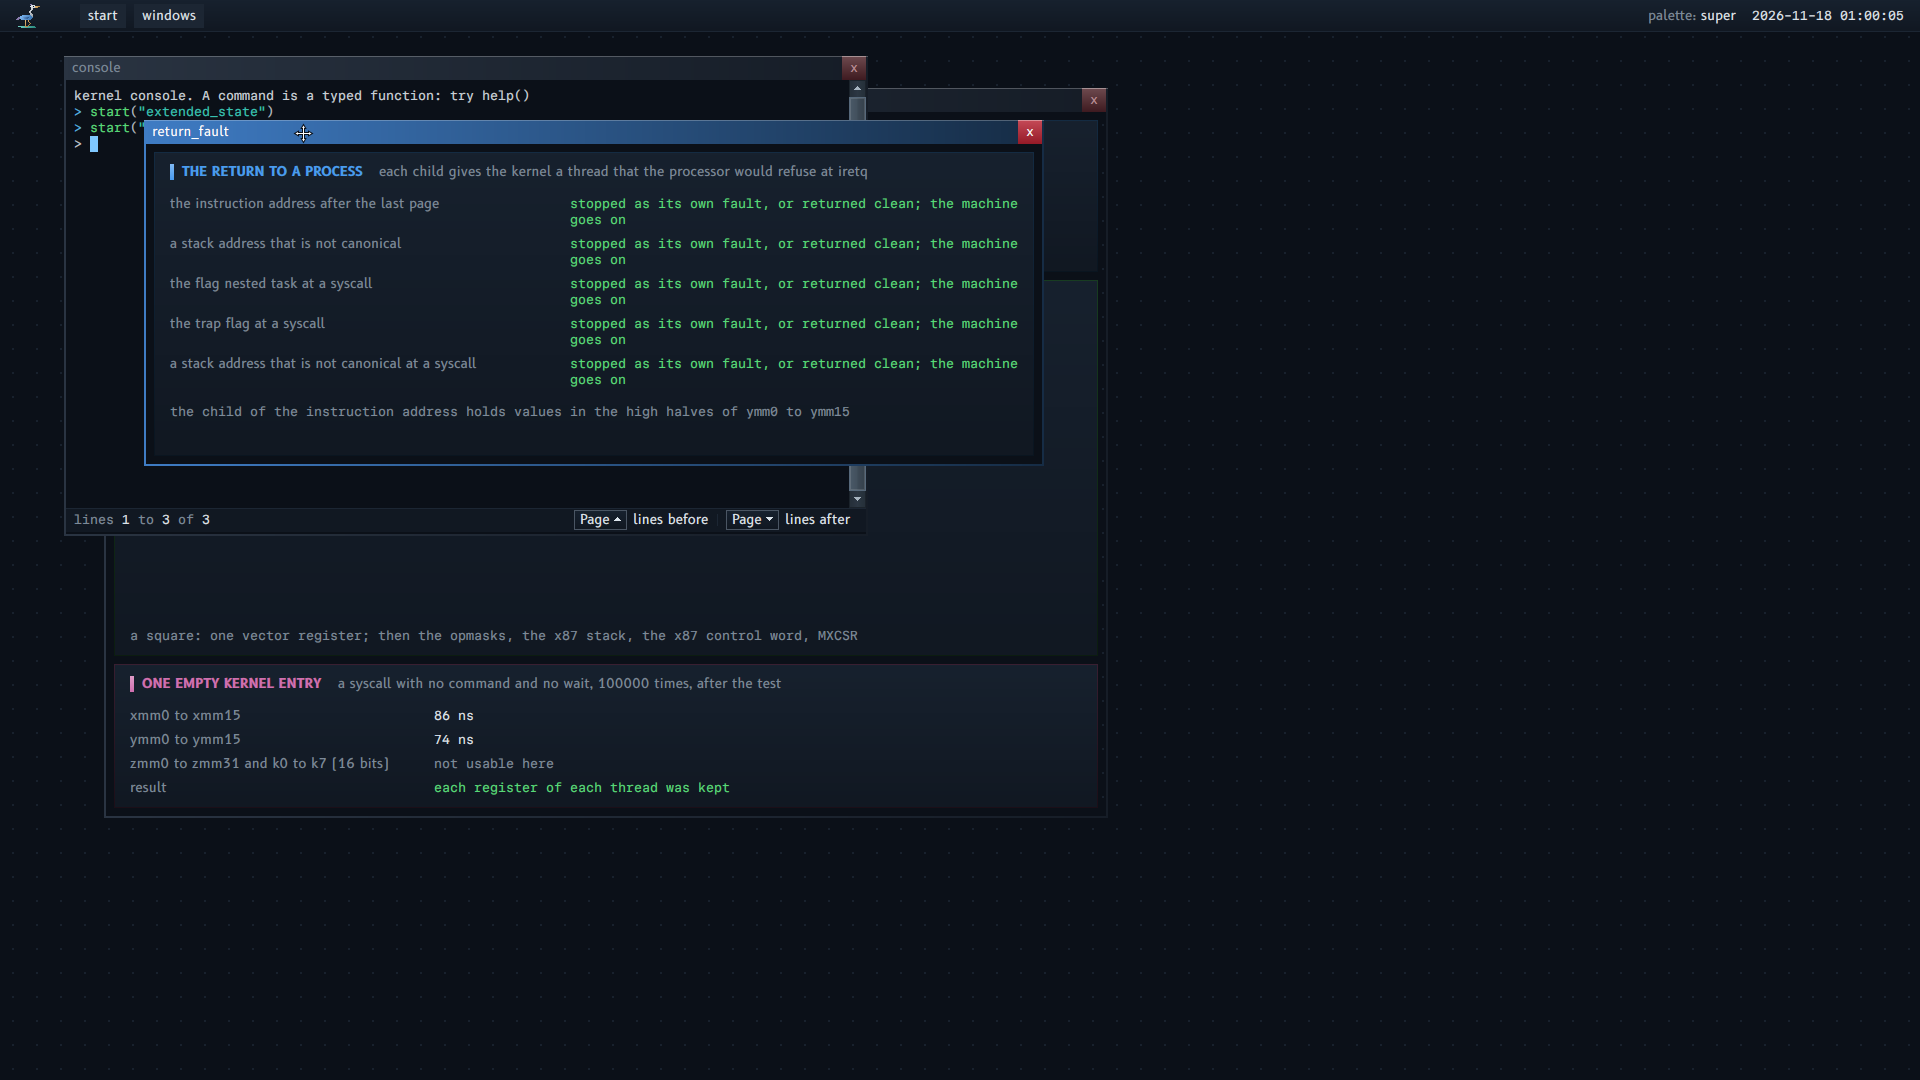 start windows palette: super 2026-11-18 01:00:05
console x
kernel console. A command is a typed function: try help()
> start("extended_state")
> start("
>
x
return_fault x
THE RETURN TO A PROCESS each child gives the kernel a thread that the processor would refuse at iretq
the instruction address after the last page stopped as its own fault, or returned clean; the machine
goes on
a stack address that is not canonical stopped as its own fault, or returned clean; the machine
goes on
the flag nested task at a syscall stopped as its own fault, or returned clean; the machine
goes on
the trap flag at a syscall stopped as its own fault, or returned clean; the machine
goes on
a stack address that is not canonical at a syscall stopped as its own fault, or returned clean; the machine
goes on
the child of the instruction address holds values in the high halves of ymm0 to ymm15
lines 1 to 3 of 3 Page lines before Page lines after
a square: one vector register; then the opmasks, the x87 stack, the x87 control word, MXCSR
ONE EMPTY KERNEL ENTRY a syscall with no command and no wait, 100000 times, after the test
xmm0 to xmm15 86 ns
ymm0 to ymm15 74 ns
zmm0 to zmm31 and k0 to k7 [16 bits] not usable here
result each register of each thread was kept